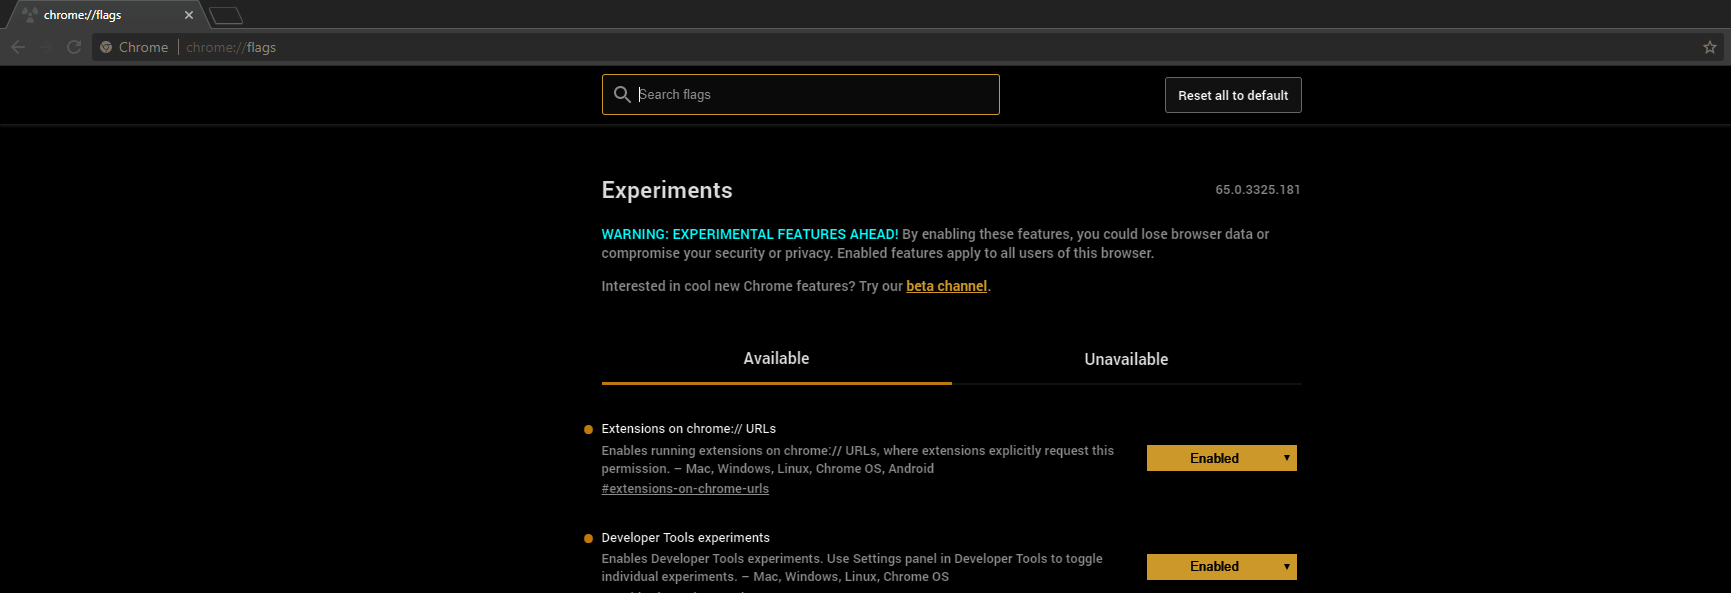 chrome://flags
Chrome | chrome://flags
Search flags
Reset all to default
Experiments
65.0.3325.181
WARNING: EXPERIMENTAL FEATURES AHEAD! By enabling these features, you could lose browser data or
compromise your security or privacy. Enabled features apply to all users of this browser.
Interested in cool new Chrome features? Try our beta channel.
Available
Unavailable
Extensions on chrome:// URLs
Enables running extensions on chrome:// URLs, where extensions explicitly request this
permission. – Mac, Windows, Linux, Chrome OS, Android
#extensions-on-chrome-urls
Enabled
Developer Tools experiments
Enables Developer Tools experiments. Use Settings panel in Developer Tools to toggle
individual experiments. – Mac, Windows, Linux, Chrome OS
Enabled